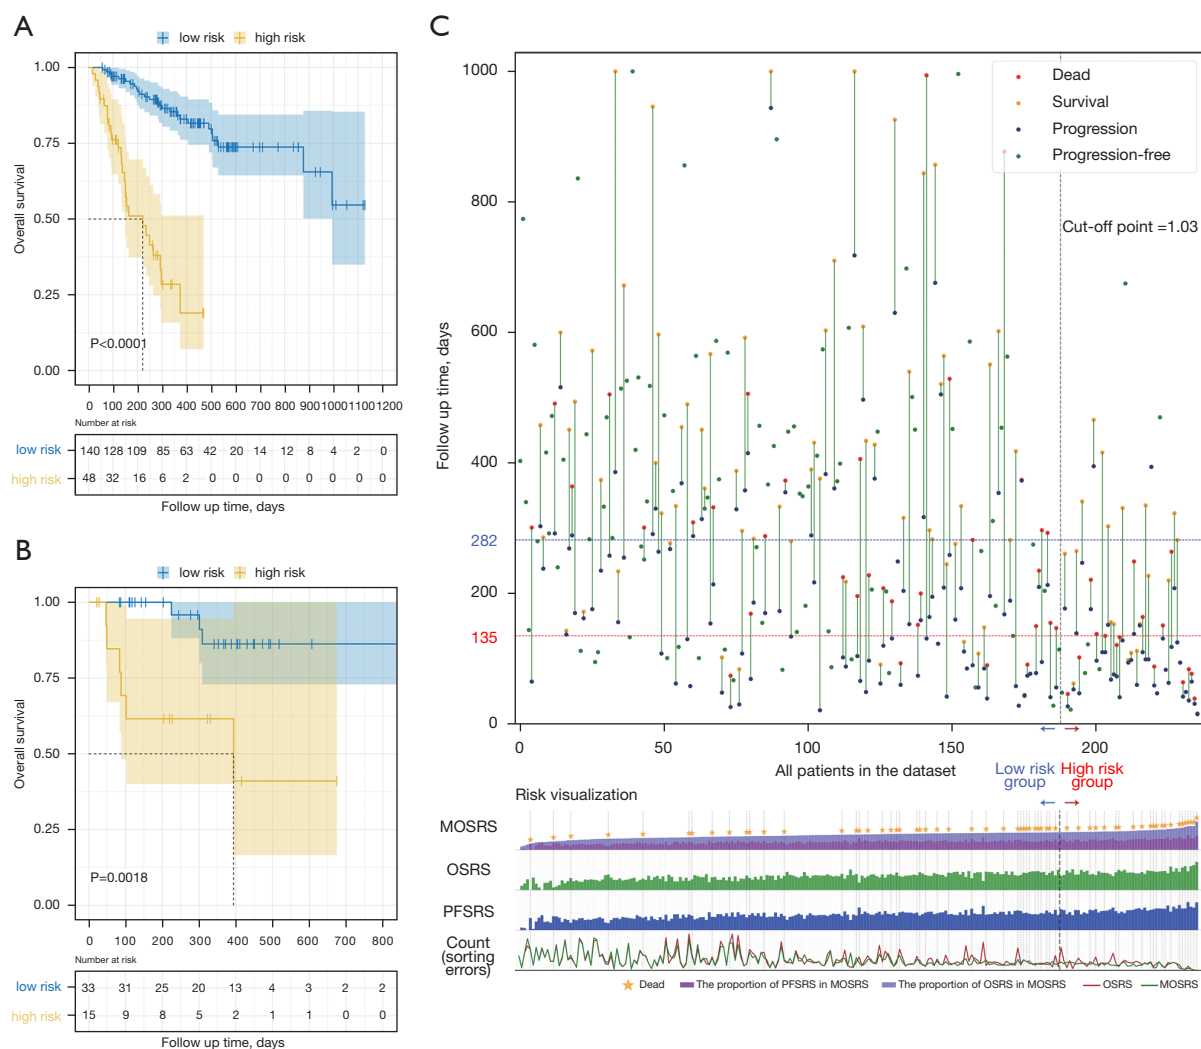 A
low risk high risk
1.00
0.75
0.50
0.25
0.00
Overall survival
P<0.0001
0 100 200 300 400 500 600 700 800 900 1000 1100 1200
Number at risk
low risk 140 128 109 85 63 42 20 14 12 8 4 2 0
high risk 48 32 16 6 2 0 0 0 0 0 0 0 0
Follow up time, days
B
low risk high risk
1.00
0.75
0.50
0.25
0.00
Overall survival
P=0.0018
0 100 200 300 400 500 600 700 800
Number at risk
low risk 33 31 25 20 13 4 3 2 2
high risk 15 9 8 5 2 1 1 0 0
Follow up time, days
C
1000
800
600
400
282
200
135
0
Follow up time, days
Dead
Survival
Progression
Progression-free
Cut-off point =1.03
0 50 100 150 200
All patients in the dataset
Low risk group
High risk group
Risk visualization
MOSRS
OSRS
PFSRS
Count
(sorting
errors)
Dead The proportion of PFSRS in MOSRS The proportion of OSRS in MOSRS OSRS MOSRS